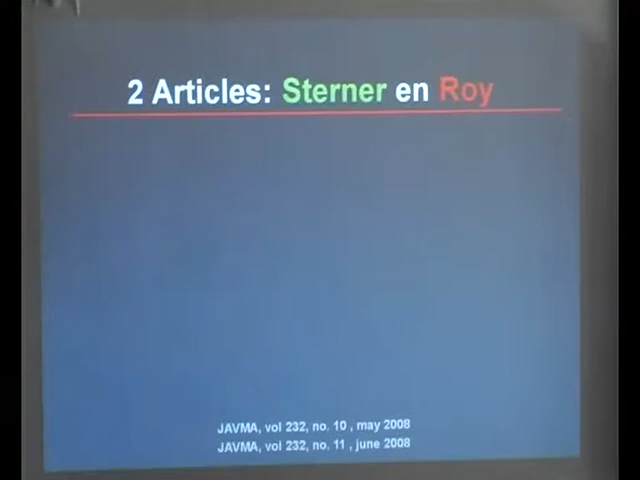 2 Articles: Sterner en Roy
JAVMA, vol 232, no. 10 , may 2008
JAVMA, vol 232, no. 11 , june 2008